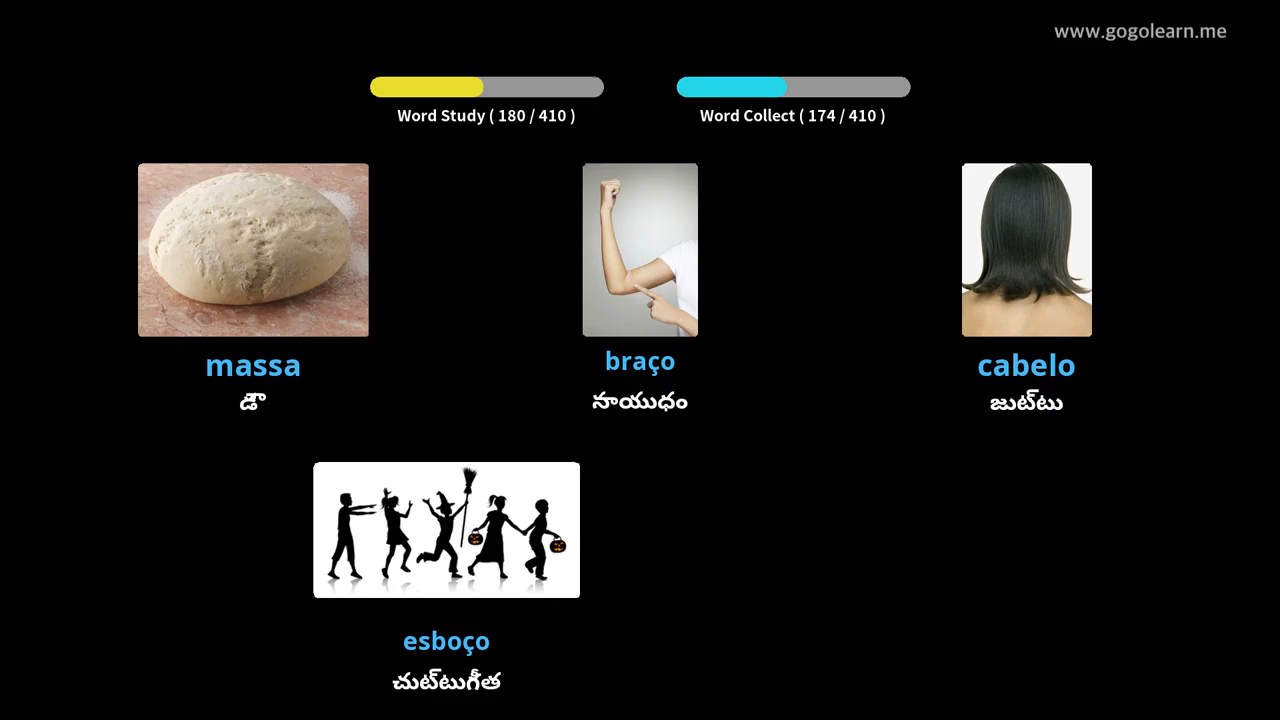 www.gogolearn.me
Word Study ( 180 / 410 )
Word Collect ( 174 / 410 )
massa
డౌ
braço
సాయుధం
cabelo
జుట్‌టు
esboço
చుట్‌టుగీత